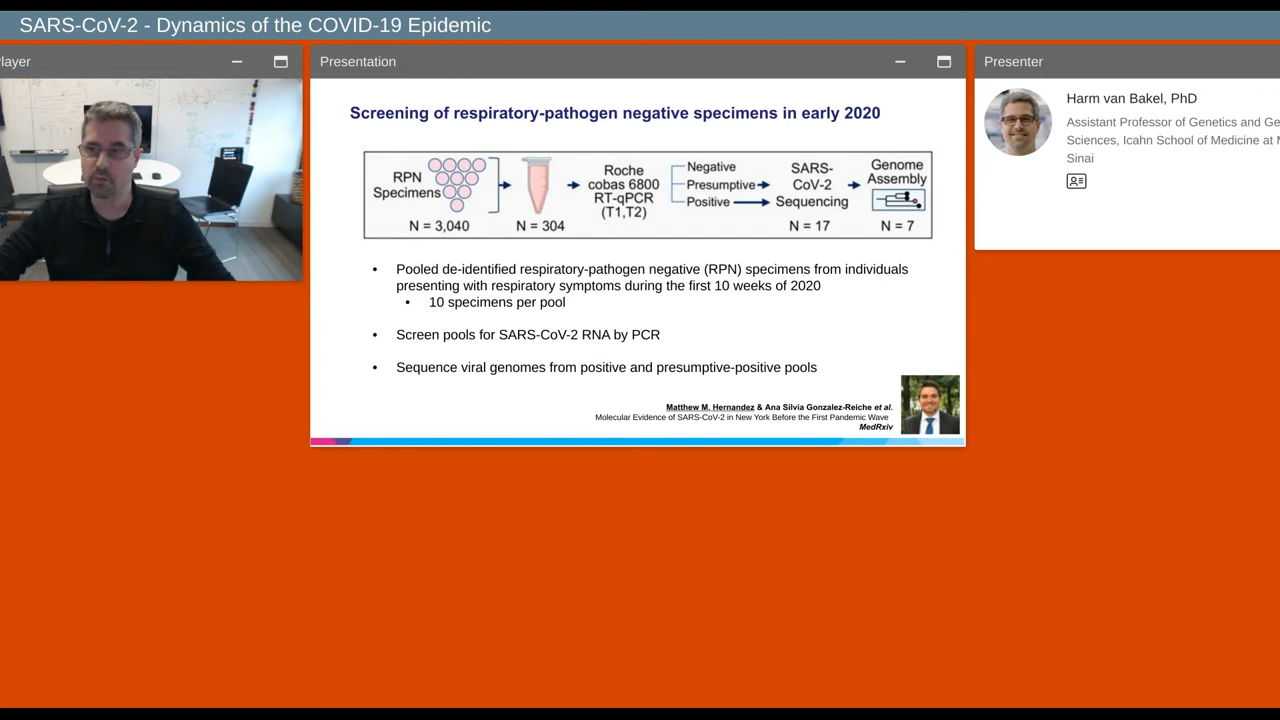 SARS-CoV-2 - Dynamics of the COVID-19 Epidemic
layer
Presentation
Presenter
Screening of respiratory-pathogen negative specimens in early 2020
RPN
Specimens
N = 3,040
N = 304
Roche
cobas 6800
RT-qPCR
(T1,T2)
Negative
Presumptive
Positive
SARS-
CoV-2
Sequencing
N = 17
Genome
Assembly
N = 7
• Pooled de-identified respiratory-pathogen negative (RPN) specimens from individuals
presenting with respiratory symptoms during the first 10 weeks of 2020
• 10 specimens per pool
• Screen pools for SARS-CoV-2 RNA by PCR
• Sequence viral genomes from positive and presumptive-positive pools
Matthew M. Hernandez & Ana Silvia Gonzalez-Reiche et al.
Molecular Evidence of SARS-CoV-2 in New York Before the First Pandemic Wave
MedRxiv
Harm van Bakel, PhD
Assistant Professor of Genetics and Ge
Sciences, Icahn School of Medicine at M
Sinai